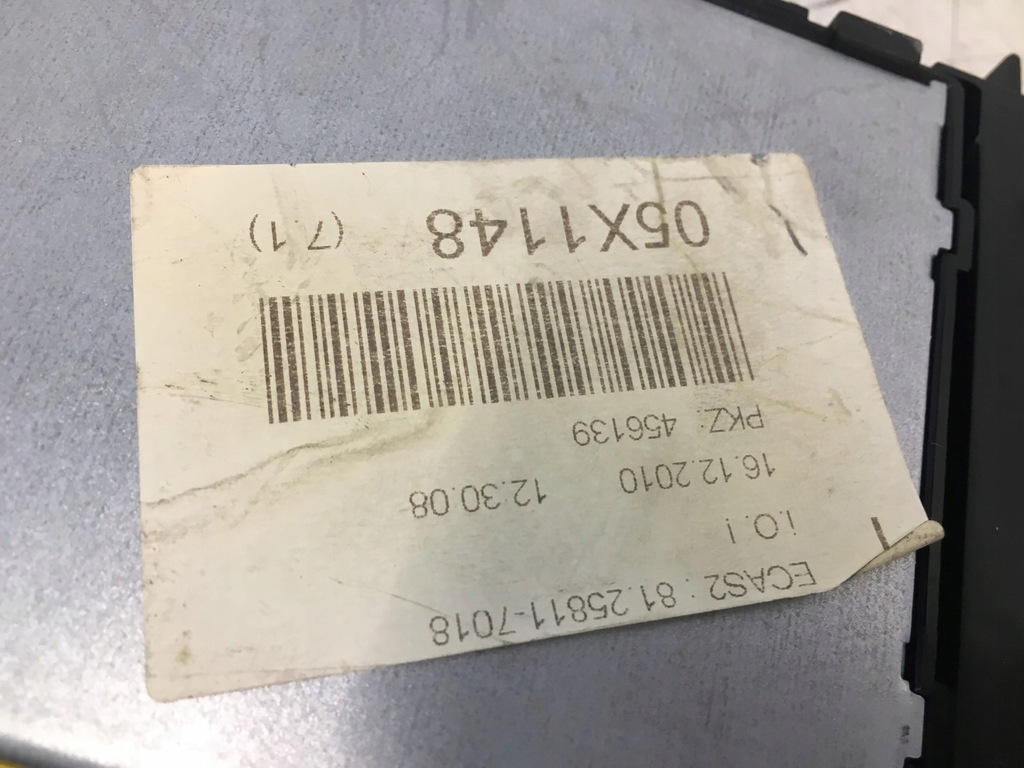 ECAS2 : 81.25811-7018
i.O. !
16.12.2010 12:30:08
PKZ: 456139
05X1148 (7.1)